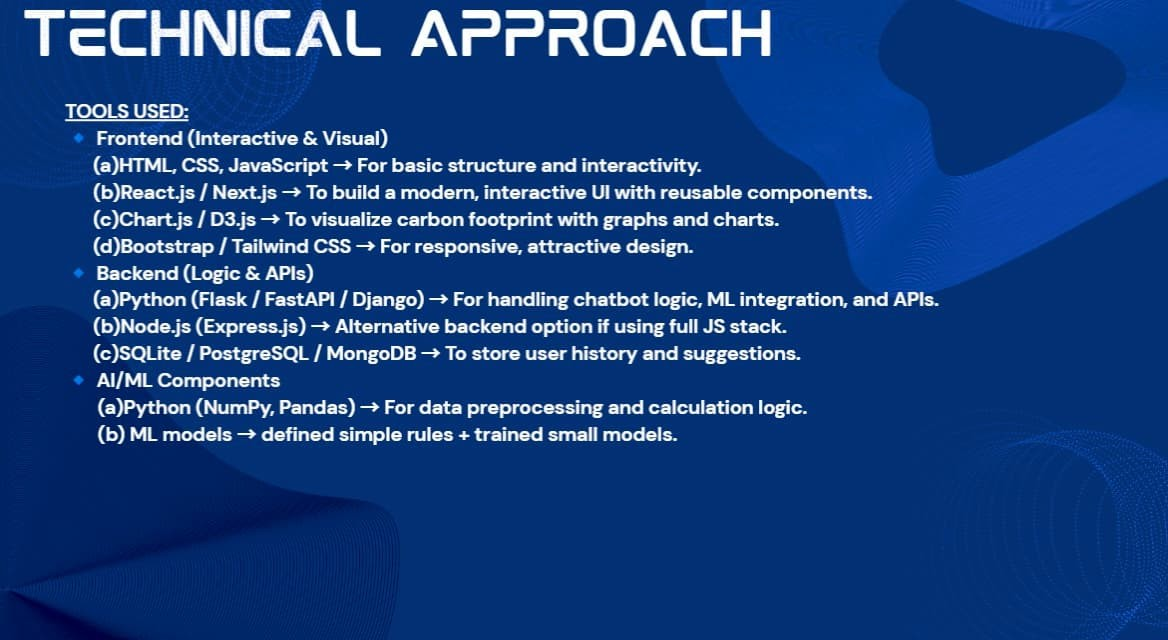 TECHNICAL APPROACH
TOOLS USED:
🔹 Frontend (Interactive & Visual)
(a)HTML, CSS, JavaScript → For basic structure and interactivity.
(b)React.js / Next.js → To build a modern, interactive UI with reusable components.
(c)Chart.js / D3.js → To visualize carbon footprint with graphs and charts.
(d)Bootstrap / Tailwind CSS → For responsive, attractive design.
🔹 Backend (Logic & APIs)
(a)Python (Flask / FastAPI / Django) → For handling chatbot logic, ML integration, and APIs.
(b)Node.js (Express.js) → Alternative backend option if using full JS stack.
(c)SQLite / PostgreSQL / MongoDB → To store user history and suggestions.
🔹 AI/ML Components
(a)Python (NumPy, Pandas) → For data preprocessing and calculation logic.
(b) ML models → defined simple rules + trained small models.